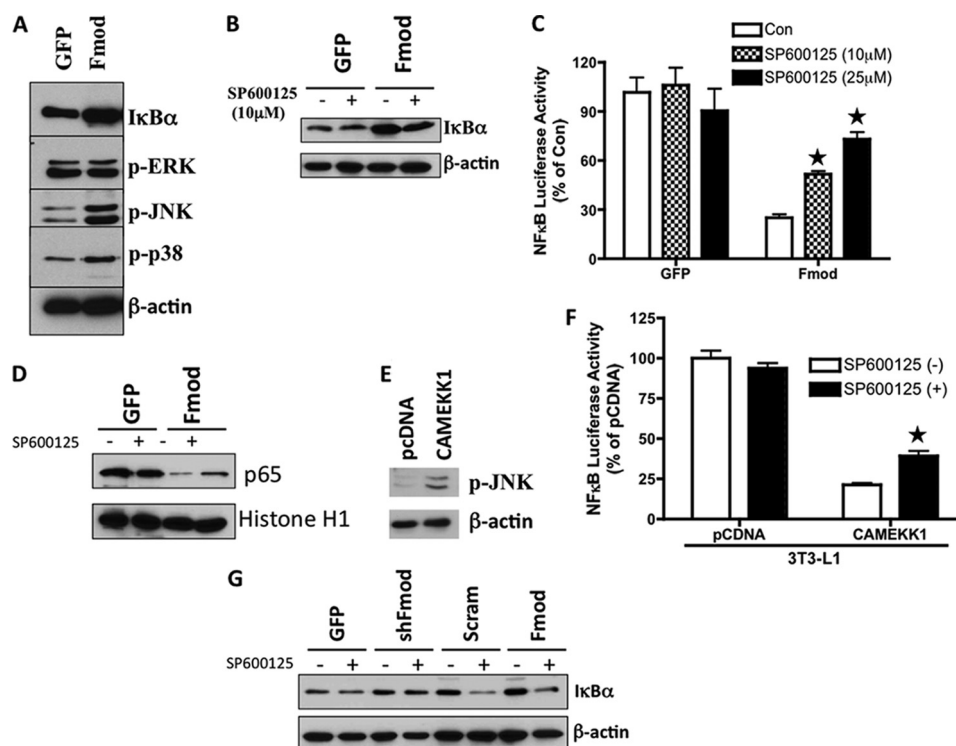 A
GFP
Fmod
IκBα
p-ERK
p-JNK
p-p38
β-actin
B
GFP
Fmod
SP600125
(10μM)
- + - +
IκBα
β-actin
C
Con
SP600125 (10μM)
SP600125 (25μM)
NFκB Luciferase Activity
(% of Con)
120
90
60
30
0
GFP
Fmod
D
GFP
Fmod
SP600125
- + - +
p65
Histone H1
E
pcDNA
CAMEKK1
p-JNK
β-actin
F
SP600125 (-)
SP600125 (+)
NFκB Luciferase Activity
(% of pCDNA)
125
100
75
50
25
0
pCDNA
CAMEKK1
3T3-L1
G
GFP
shFmod
Scram
Fmod
SP600125
- + - + - + - +
IκBα
β-actin